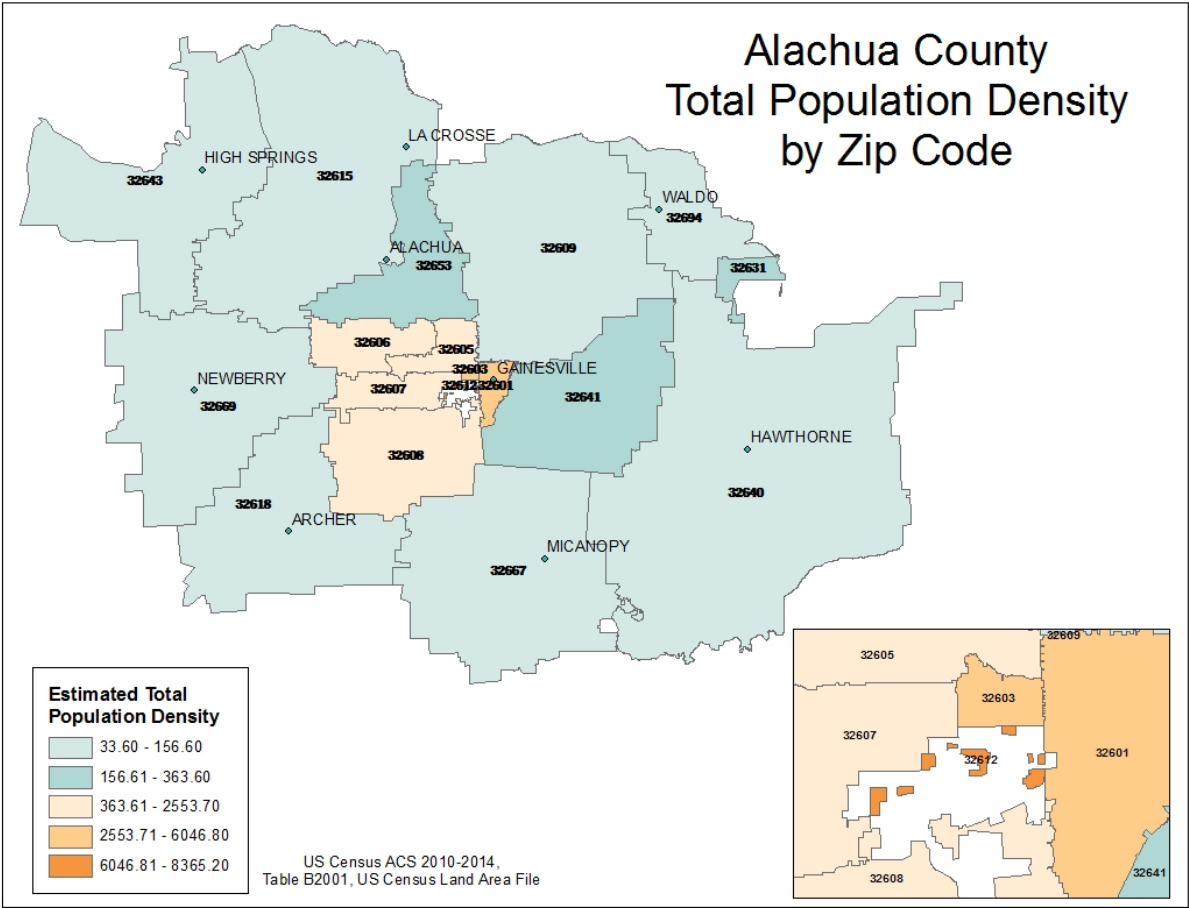 Alachua County
Total Population Density
by Zip Code
LA CROSSE
HIGH SPRINGS
32643
32615
WALDO
32694
ALACHUA
32653
32609
32631
32606
32605
32603
GAINESVILLE
NEWBERRY
32669
32607
32612
32601
32641
HAWTHORNE
32608
32640
32618
ARCHER
MICANOPY
32667
32609
32605
32603
32607
32612
32601
32641
32608
Estimated Total
Population Density
33.60 - 156.60
156.61 - 363.60
363.61 - 2553.70
2553.71 - 6046.80
6046.81 - 8365.20
US Census ACS 2010-2014,
Table B2001, US Census Land Area File